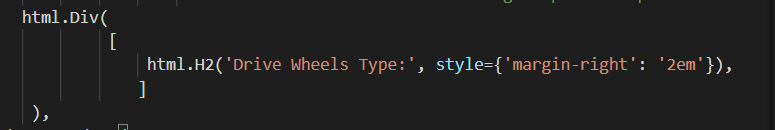 html.Div(
[
html.H2('Drive Wheels Type:', style={'margin-right': '2em'}),
]
),